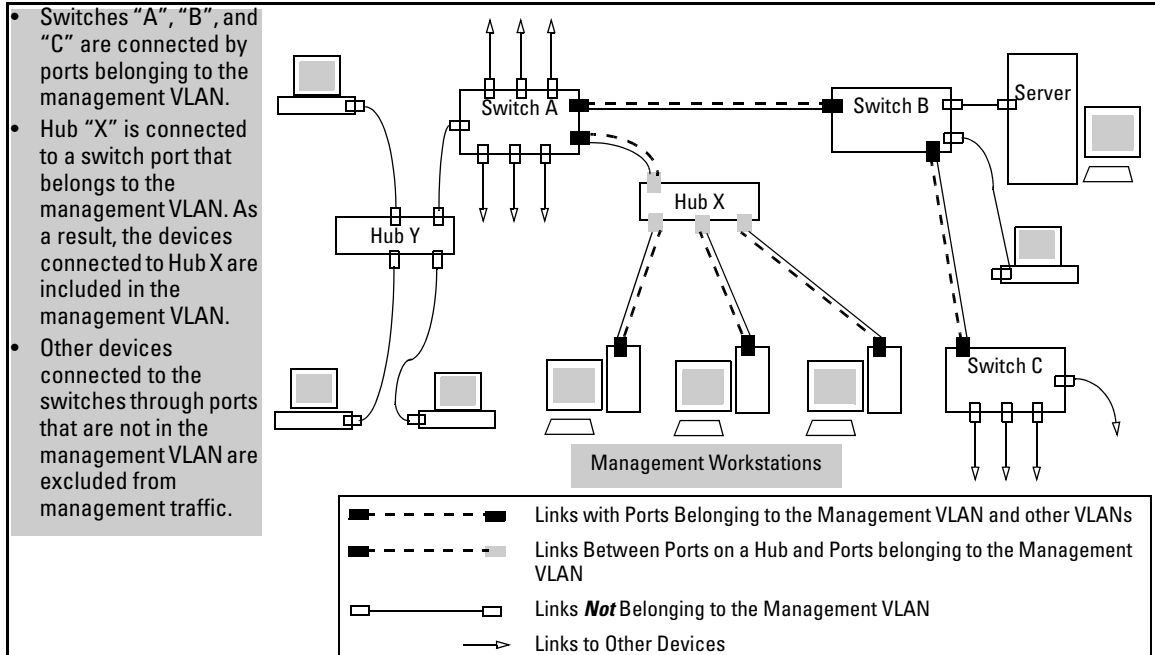 • Switches “A”, “B”, and
“C” are connected by
ports belonging to the
management VLAN.
• Hub “X” is connected
to a switch port that
belongs to the
management VLAN. As
a result, the devices
connected to Hub X are
included in the
management VLAN.
• Other devices
connected to the
switches through ports
that are not in the
management VLAN are
excluded from
management traffic.
Switch A
Switch B
Server
Hub X
Hub Y
Switch C
Management Workstations
Links with Ports Belonging to the Management VLAN and other VLANs
Links Between Ports on a Hub and Ports belonging to the Management
VLAN
Links Not Belonging to the Management VLAN
Links to Other Devices